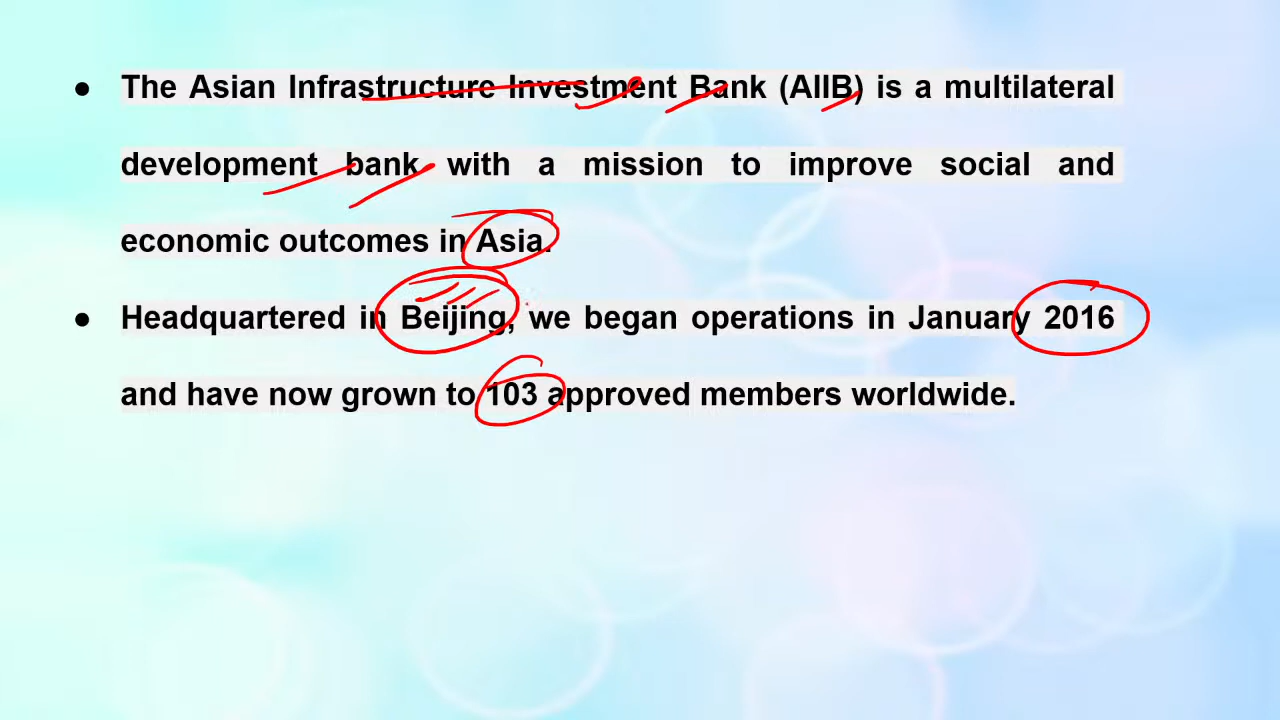 ● The Asian Infrastructure Investment Bank (AIIB) is a multilateral
development bank with a mission to improve social and
economic outcomes in Asia.
● Headquartered in Beijing, we began operations in January 2016
and have now grown to 103 approved members worldwide.